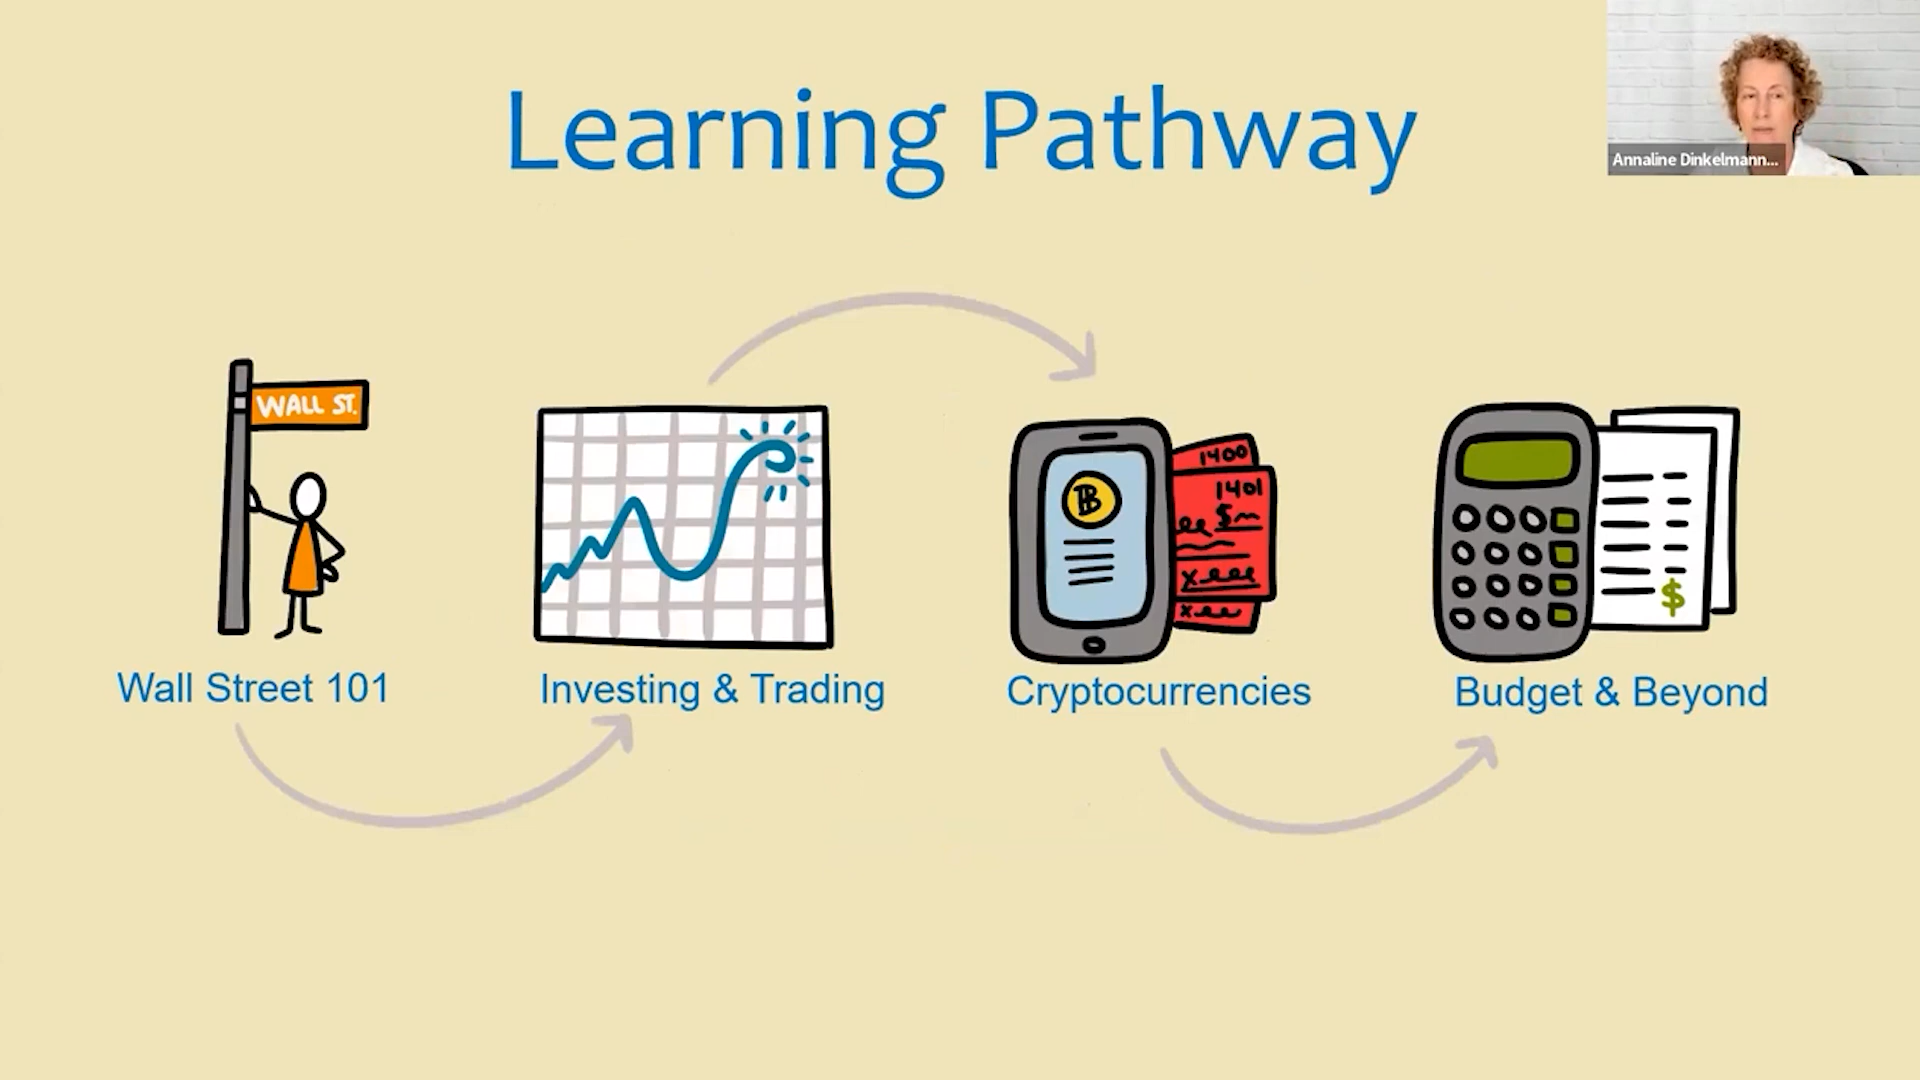 Learning Pathway
Annaline Dinkelmann...
WALL ST.
1400
1401
$
B
$
Wall Street 101
Investing & Trading
Cryptocurrencies
Budget & Beyond